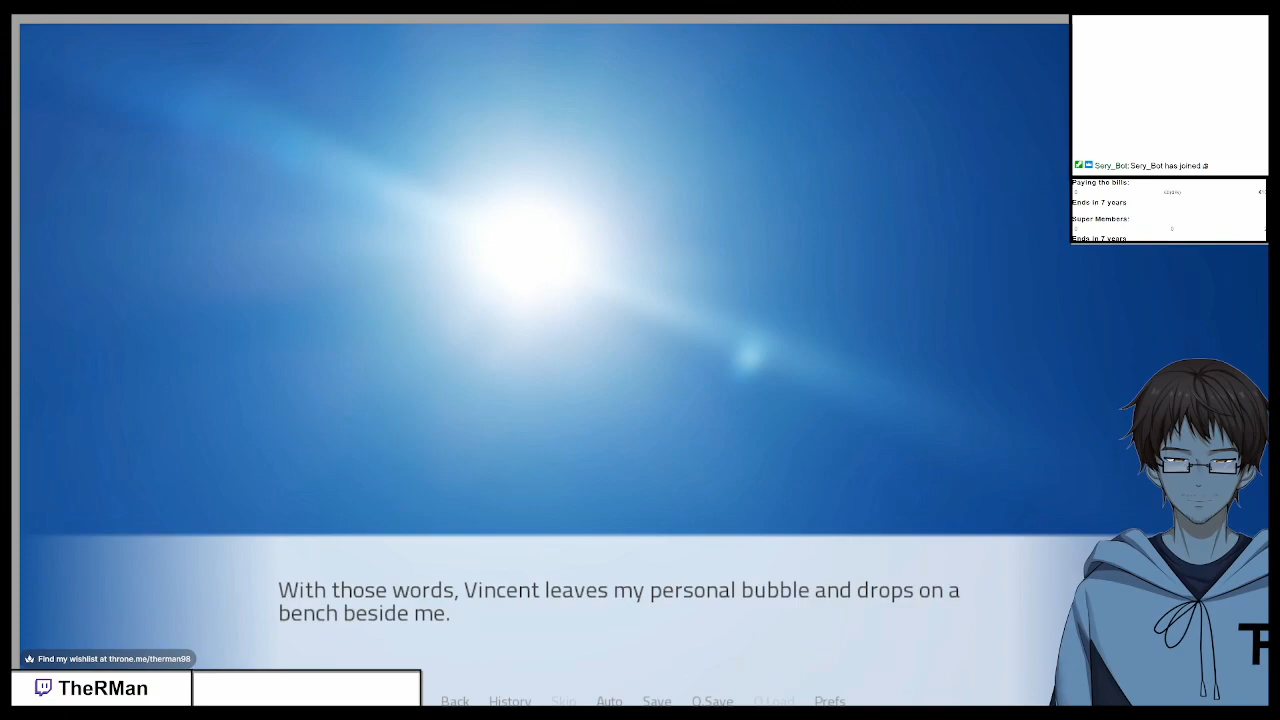 Sery_Bot: Sery_Bot has joined
Paying the bills:
Ends in 7 years
Super Members:
0
Ends in 7 years
With those words, Vincent leaves my personal bubble and drops on a
bench beside me.
Find my wishlist at throne.me/therman98
TheRMan
Back History Skip Auto Save Q.Save Q.Load Prefs